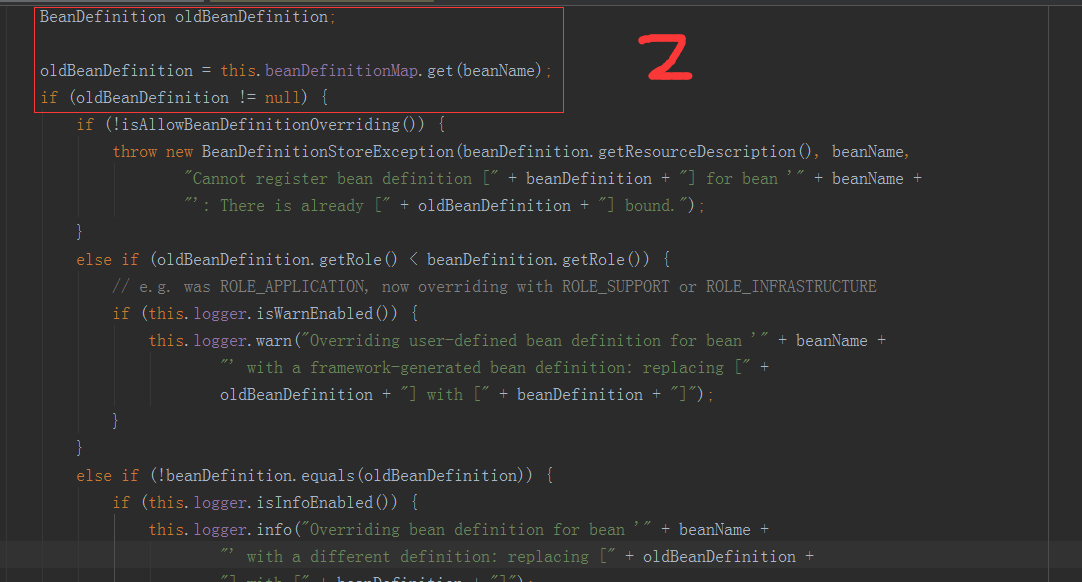 BeanDefinition oldBeanDefinition;
oldBeanDefinition = this.beanDefinitionMap.get(beanName);
if (oldBeanDefinition != null) {
if (!isAllowBeanDefinitionOverriding()) {
throw new BeanDefinitionStoreException(beanDefinition.getResourceDescription(), beanName,
"Cannot register bean definition [" + beanDefinition + "] for bean '" + beanName +
"': There is already [" + oldBeanDefinition + "] bound.");
}
else if (oldBeanDefinition.getRole() < beanDefinition.getRole()) {
// e.g. was ROLE_APPLICATION, now overriding with ROLE_SUPPORT or ROLE_INFRASTRUCTURE
if (this.logger.isWarnEnabled()) {
this.logger.warn("Overriding user-defined bean definition for bean '" + beanName +
"' with a framework-generated bean definition: replacing [" +
oldBeanDefinition + "] with [" + beanDefinition + "]");
}
}
else if (!beanDefinition.equals(oldBeanDefinition)) {
if (this.logger.isInfoEnabled()) {
this.logger.info("Overriding bean definition for bean '" + beanName +
"' with a different definition: replacing [" + oldBeanDefinition +
"] with [" + beanDefinition + "]");